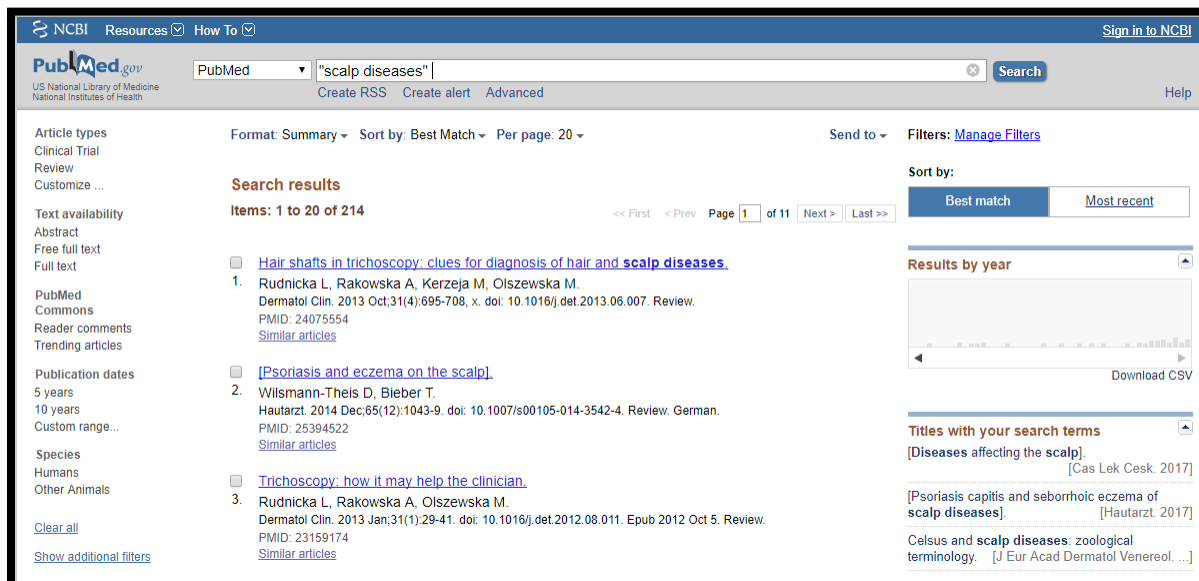 NCBI Resources How To Sign in to NCBI
PubMed.gov
US National Library of Medicine
National Institutes of Health
PubMed "scalp diseases" Search
Create RSS Create alert Advanced Help
Article types
Clinical Trial
Review
Customize ...
Text availability
Abstract
Free full text
Full text
PubMed
Commons
Reader comments
Trending articles
Publication dates
5 years
10 years
Custom range...
Species
Humans
Other Animals
Clear all
Show additional filters
Format: Summary Sort by: Best Match Per page: 20 Send to
Search results
Items: 1 to 20 of 214
<< First < Prev Page 1 of 11 Next > Last >>
Hair shafts in trichoscopy: clues for diagnosis of hair and scalp diseases.
1. Rudnicka L, Rakowska A, Kerzeja M, Olszewska M.
Dermatol Clin. 2013 Oct;31(4):695-708, x. doi: 10.1016/j.det.2013.06.007. Review.
PMID: 24075554
Similar articles
[Psoriasis and eczema on the scalp].
2. Wilsmann-Theis D, Bieber T.
Hautarzt. 2014 Dec;65(12):1043-9. doi: 10.1007/s00105-014-3542-4. Review. German.
PMID: 25394522
Similar articles
Trichoscopy: how it may help the clinician.
3. Rudnicka L, Rakowska A, Olszewska M.
Dermatol Clin. 2013 Jan;31(1):29-41. doi: 10.1016/j.det.2012.08.011. Epub 2012 Oct 5. Review.
PMID: 23159174
Similar articles
Filters: Manage Filters
Sort by:
Best match Most recent
Results by year
Download CSV
Titles with your search terms
[Diseases affecting the scalp].
[Cas Lek Cesk. 2017]
[Psoriasis capitis and seborrhoic eczema of
scalp diseases]. [Hautarzt. 2017]
Celsus and scalp diseases: zoological
terminology. [J Eur Acad Dermatol Venereol. ...]